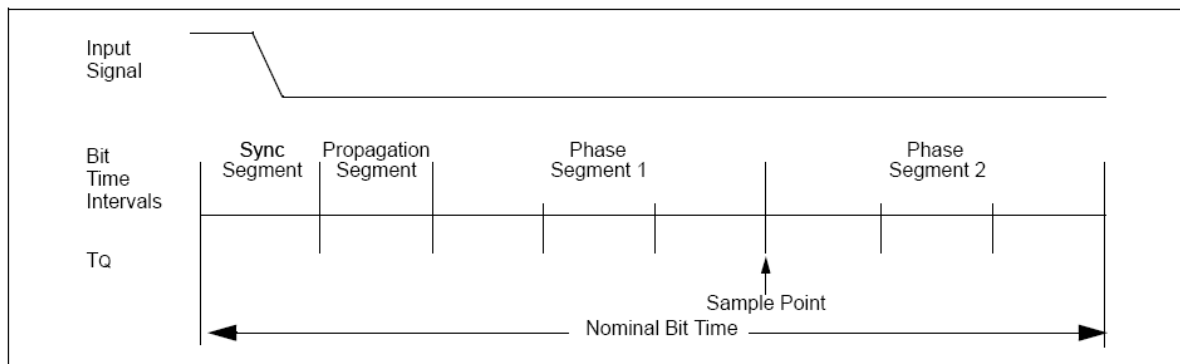 Input
Signal
Bit
Time
Intervals
Sync
Segment
Propagation
Segment
Phase
Segment 1
Phase
Segment 2
TQ
Sample Point
Nominal Bit Time